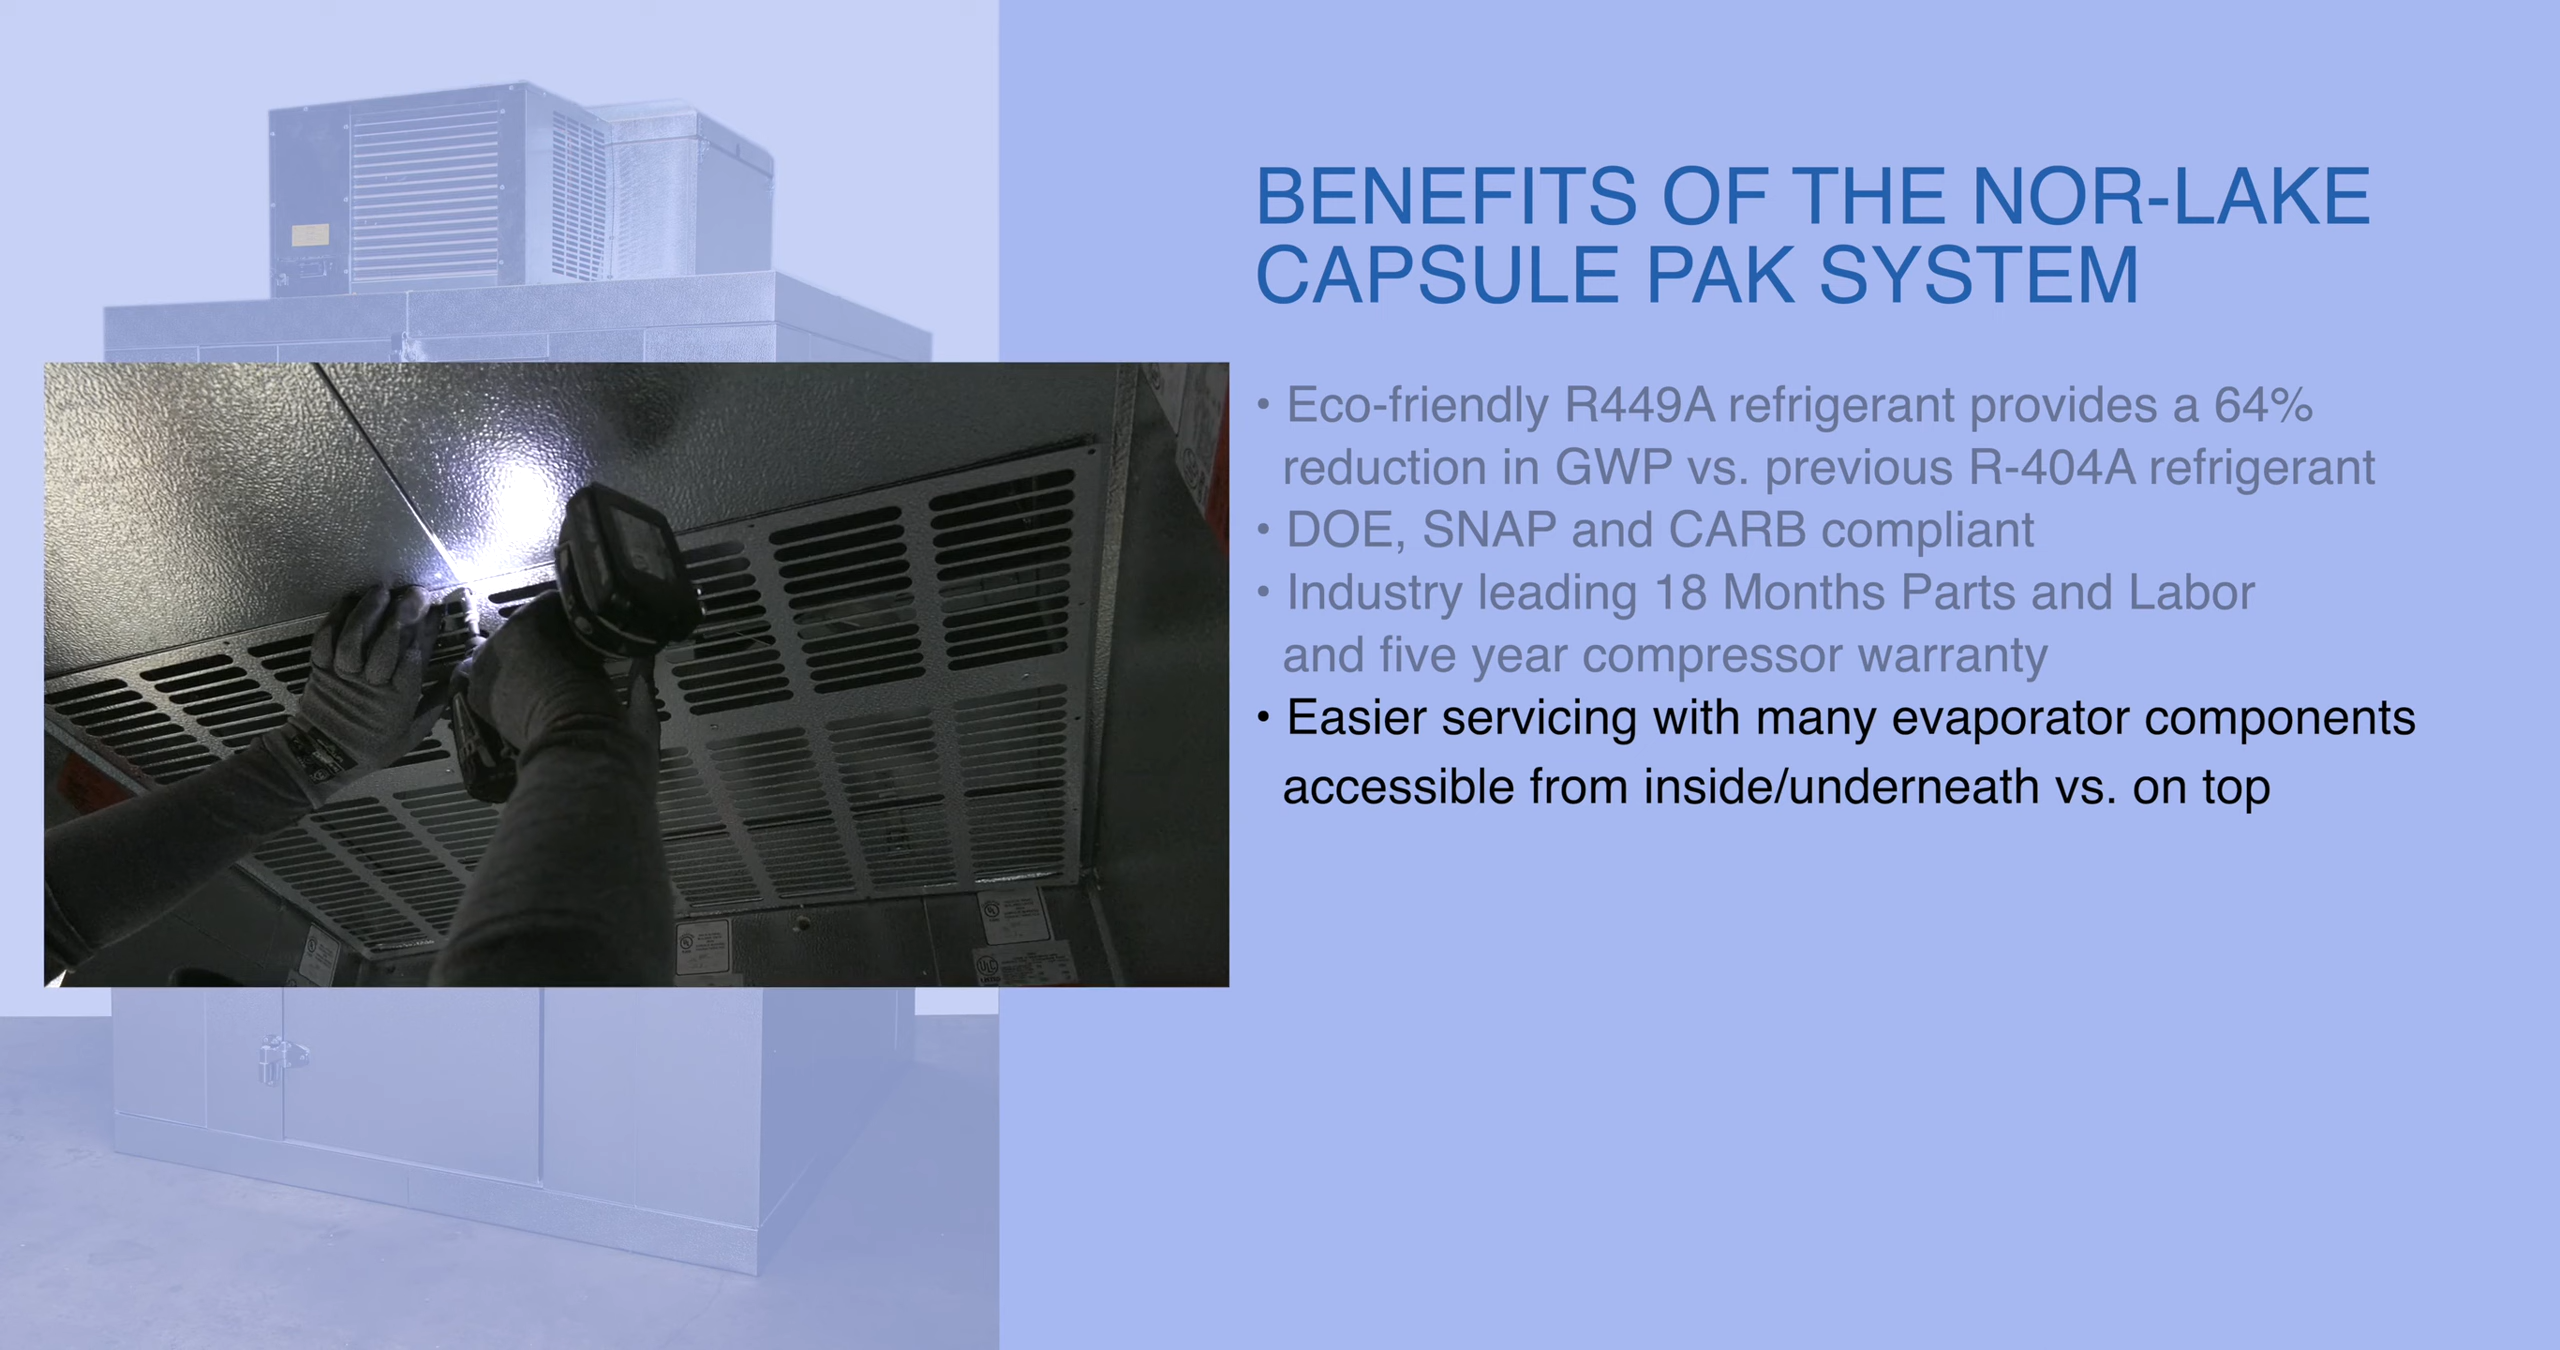 BENEFITS OF THE NOR-LAKE
CAPSULE PAK SYSTEM
• Eco-friendly R449A refrigerant provides a 64%
reduction in GWP vs. previous R-404A refrigerant
• DOE, SNAP and CARB compliant
• Industry leading 18 Months Parts and Labor
and five year compressor warranty
• Easier servicing with many evaporator components
accessible from inside/underneath vs. on top